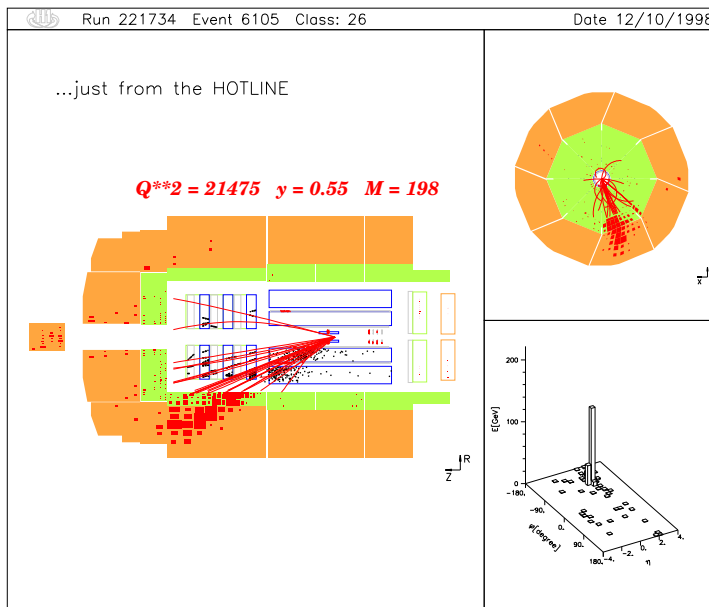 Run 221734 Event 6105 Class: 26 Date 12/10/1998
...just from the HOTLINE
Q**2 = 21475 y = 0.55 M = 198
R
Z
x
E[GeV]
200
100
0
-180.
-90.
0.
90.
180.
φ[degree]
-4.
-2.
0.
2.
4.
η